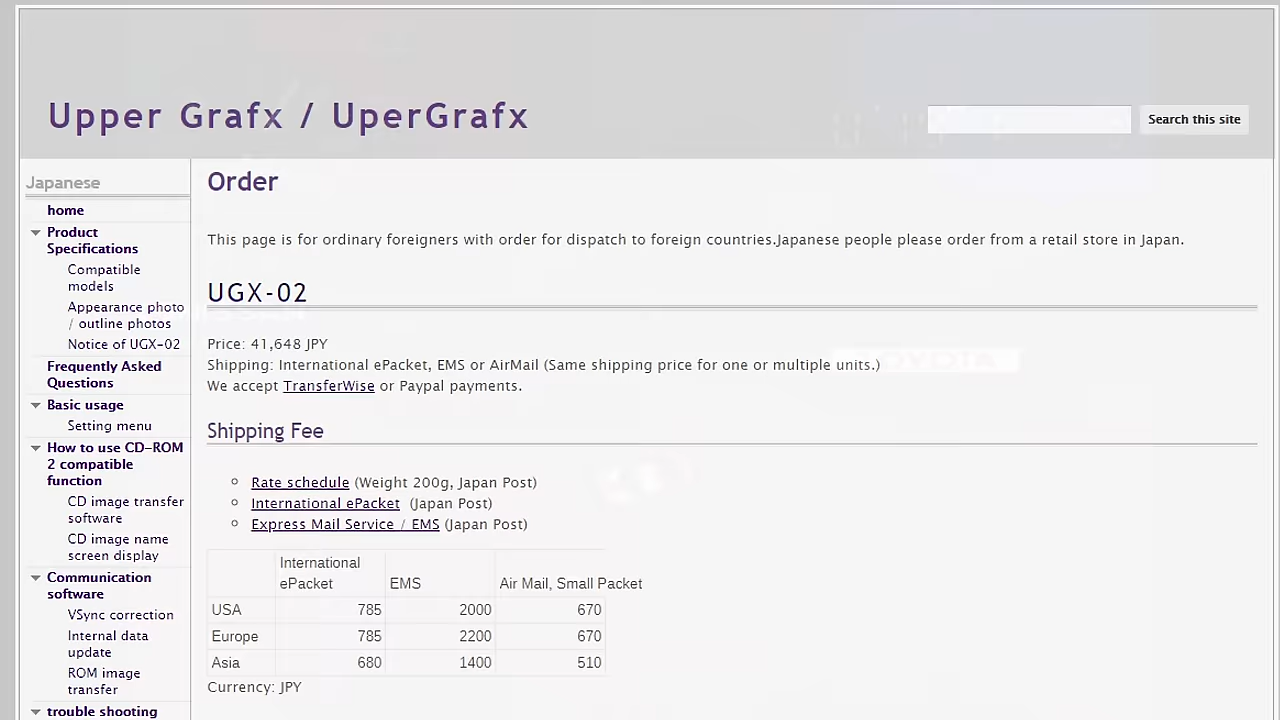 Upper Grafx / UperGrafx
Search this site
Japanese
home
Product
Specifications
Compatible
models
Appearance photo
/ outline photos
Notice of UGX-02
Frequently Asked
Questions
Basic usage
Setting menu
How to use CD-ROM
2 compatible
function
CD image transfer
software
CD image name
screen display
Communication
software
VSync correction
Internal data
update
ROM image
transfer
trouble shooting
Order
This page is for ordinary foreigners with order for dispatch to foreign countries.Japanese people please order from a retail store in Japan.
UGX-02
Price: 41,648 JPY
Shipping: International ePacket, EMS or AirMail (Same shipping price for one or multiple units.)
We accept TransferWise or Paypal payments.
Shipping Fee
Rate schedule (Weight 200g, Japan Post)
International ePacket (Japan Post)
Express Mail Service / EMS (Japan Post)
International
ePacket EMS Air Mail, Small Packet
USA 785 2000 670
Europe 785 2200 670
Asia 680 1400 510
Currency: JPY